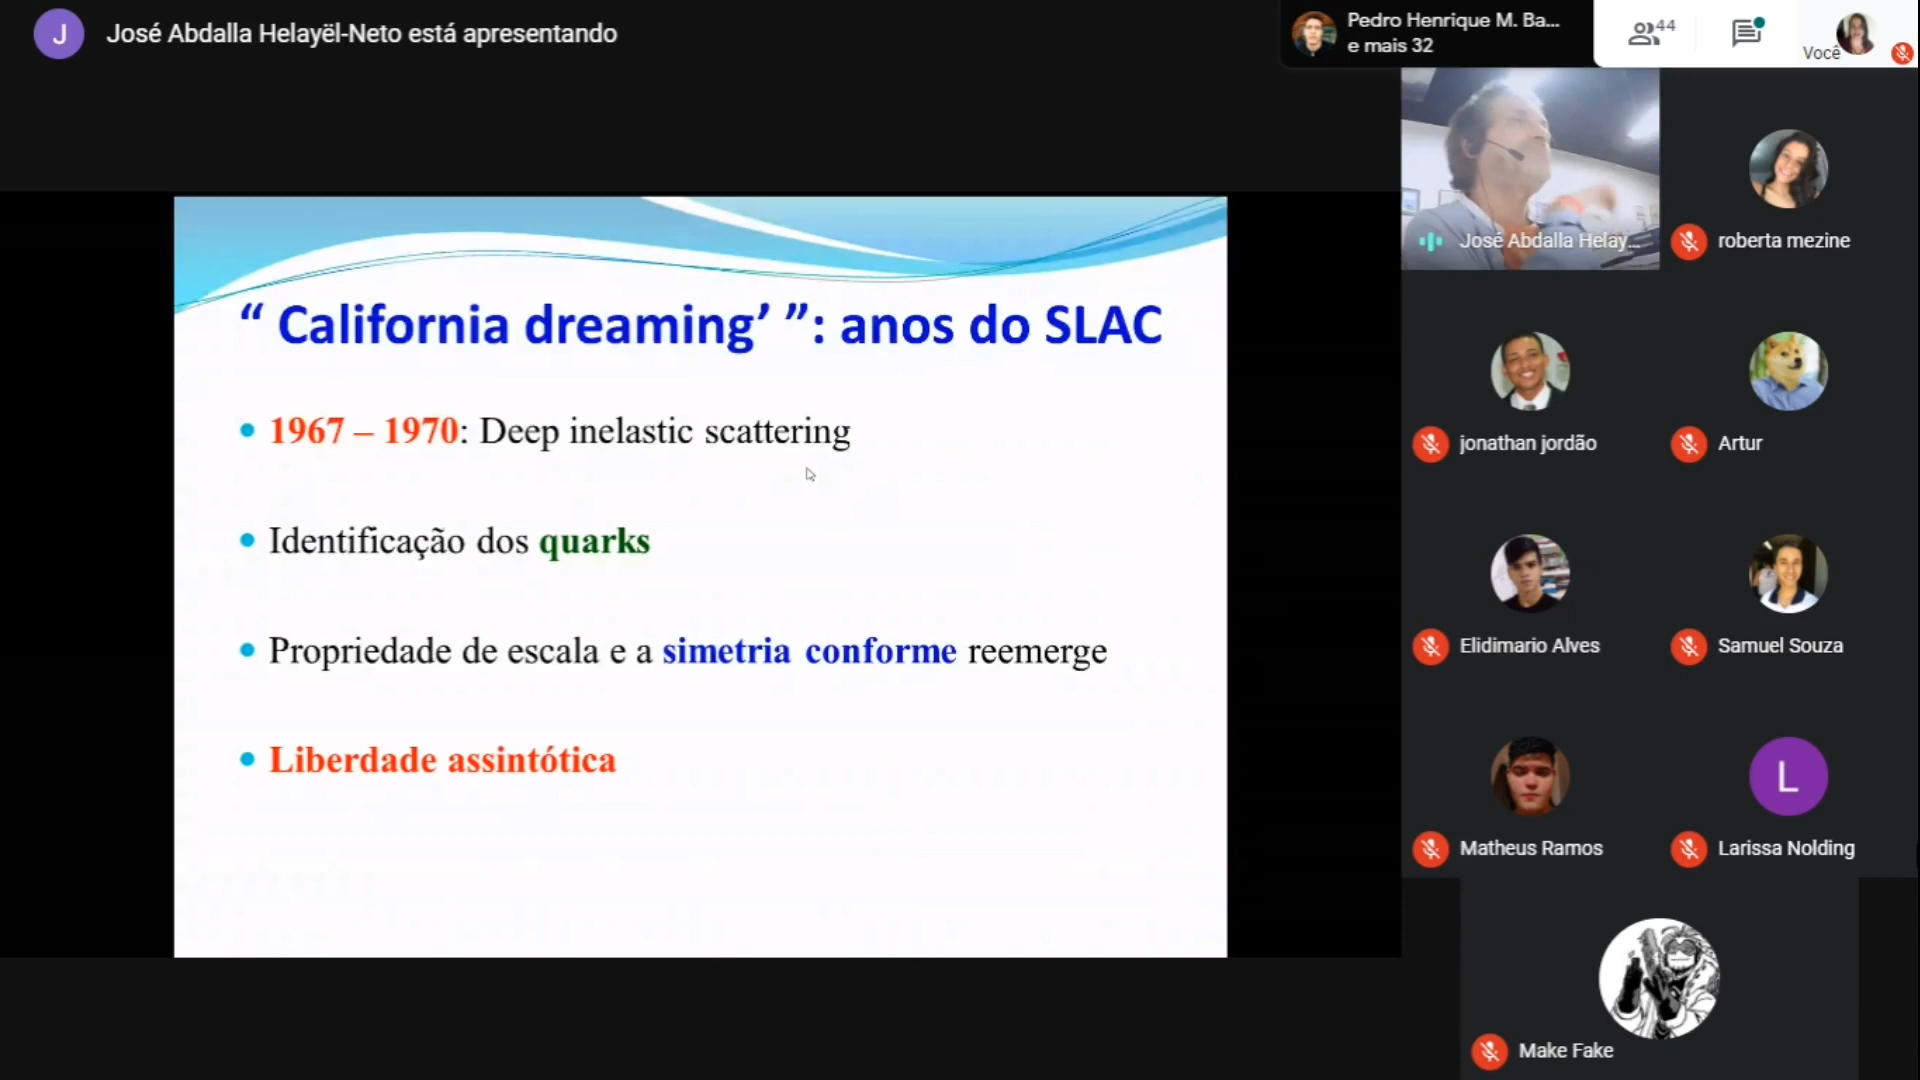 J
José Abdalla Helayël-Neto está apresentando
Pedro Henrique M. Ba...
e mais 32
44
Você
“ California dreaming’ ”: anos do SLAC
• 1967 – 1970: Deep inelastic scattering
• Identificação dos quarks
• Propriedade de escala e a simetria conforme reemerge
• Liberdade assintótica
José Abdalla Helay...
roberta mezine
jonathan jordão
Artur
Elidimario Alves
Samuel Souza
Matheus Ramos
L
Larissa Nolding
Make Fake